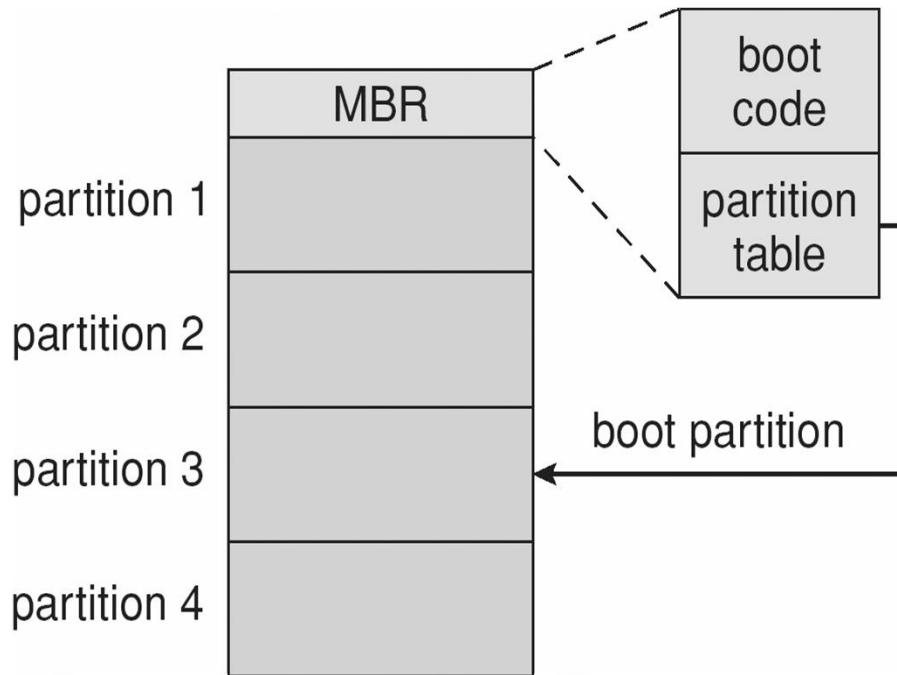 MBR
boot
code
partition
table
partition 1
partition 2
boot partition
partition 3
partition 4